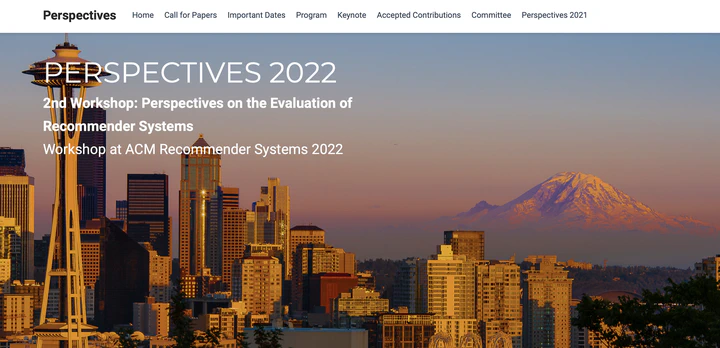 Perspectives Home Call for Papers Important Dates Program Keynote Accepted Contributions Committee Perspectives 2021
PERSPECTIVES 2022
2nd Workshop: Perspectives on the Evaluation of
Recommender Systems
Workshop at ACM Recommender Systems 2022